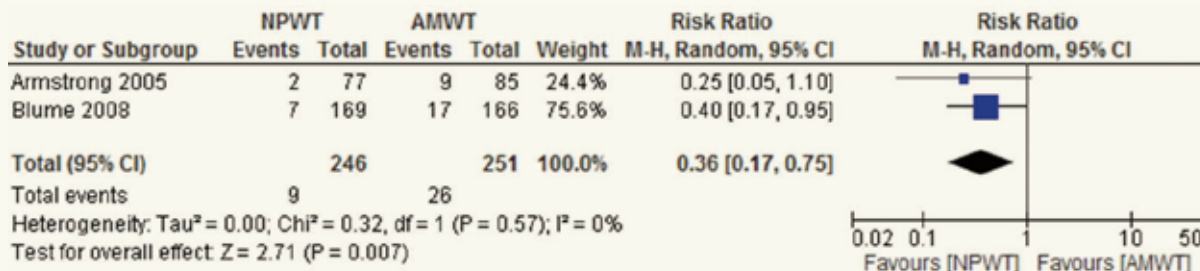 NPWT AMWT Risk Ratio Risk Ratio
Study or Subgroup Events Total Events Total Weight M-H, Random, 95% CI M-H, Random, 95% CI
Armstrong 2005 2 77 9 85 24.4% 0.25 [0.05, 1.10]
Blume 2008 7 169 17 166 75.6% 0.40 [0.17, 0.95]
Total (95% CI) 246 251 100.0% 0.36 [0.17, 0.75]
Total events 9 26
Heterogeneity: Tau² = 0.00; Chi² = 0.32, df = 1 (P = 0.57); I² = 0%
Test for overall effect: Z = 2.71 (P = 0.007)
0.02 0.1 1 10 50
Favours [NPWT] Favours [AMWT]